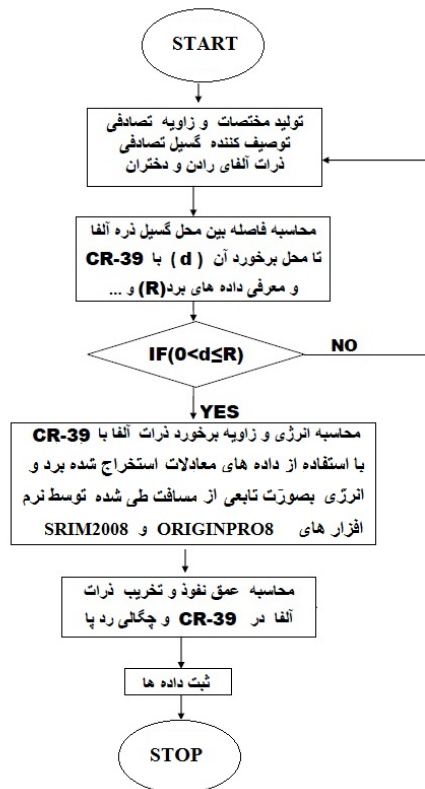 START
تولید مختصات و زاویه تصادفی
توصیف کننده گسیل تصادفی
ذرات آلفای رادن و دختران
محاسبه فاصله بین محل گسیل ذره آلفا
تا محل برخورد آن (d) با CR-39
و معرفی داده های برد(R) و ...
IF(0<d≤R)
NO
YES
محاسبه انرژی و زاویه برخورد ذرات آلفا با CR-39
با استفاده از داده های معادلات استخراج شده برد و
انرژی بصورت تابعی از مسافت طی شده توسط نرم
افزار های ORIGINPRO8 و SRIM2008
محاسبه عمق نفوذ و تخریب ذرات
آلفا در CR-39 و چگالی رد پا
ثبت داده ها
STOP